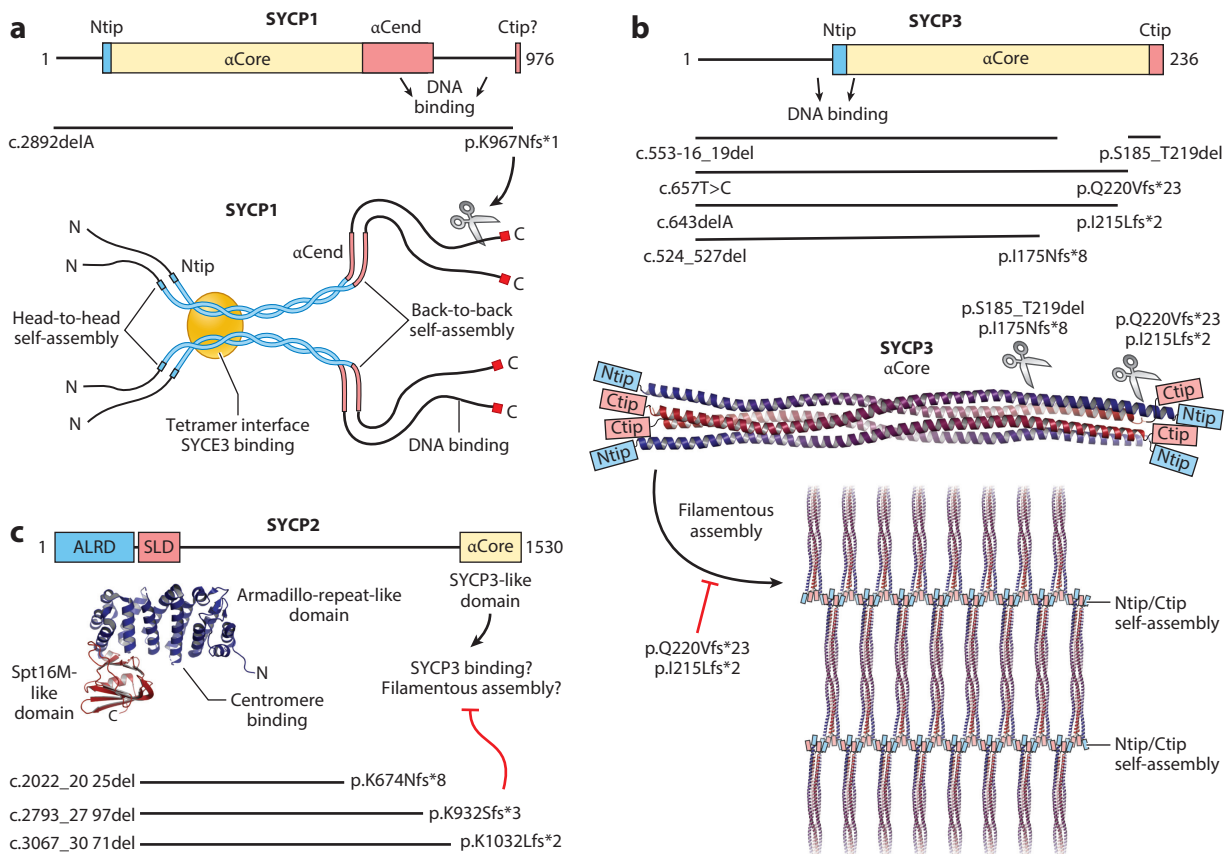 a
SYCP1
Ntip
αCend
Ctip?
1
αCore
976
DNA
binding
c.2892delA
p.K967Nfs*1
SYCP1
N
N
Ntip
αCend
C
C
Head-to-head
self-assembly
Back-to-back
self-assembly
N
N
C
C
Tetramer interface
SYCE3 binding
DNA binding
b
SYCP3
Ntip
Ctip
1
αCore
236
DNA binding
c.553-16_19del
p.S185_T219del
c.657T>C
p.Q220Vfs*23
c.643delA
p.I215Lfs*2
c.524_527del
p.I175Nfs*8
p.S185_T219del
p.I175Nfs*8
p.Q220Vfs*23
p.I215Lfs*2
SYCP3
αCore
Ntip
Ctip
Ctip
Ntip
Ctip
Ntip
Ctip
Ntip
Filamentous
assembly
p.Q220Vfs*23
p.I215Lfs*2
Ntip/Ctip
self-assembly
Ntip/Ctip
self-assembly
c
SYCP2
1
ALRD
SLD
αCore
1530
SYCP3-like
domain
Armadillo-repeat-like
domain
N
Spt16M-
like
domain
C
Centromere
binding
SYCP3 binding?
Filamentous assembly?
c.2022_20 25del
p.K674Nfs*8
c.2793_27 97del
p.K932Sfs*3
c.3067_30 71del
p.K1032Lfs*2